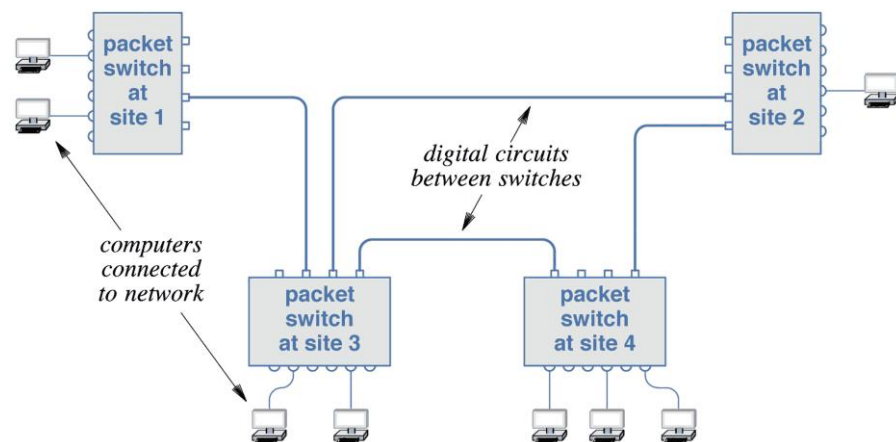 packet
switch
at
site 1
packet
switch
at
site 2
digital circuits
between switches
computers
connected
to network
packet
switch
at site 3
packet
switch
at site 4